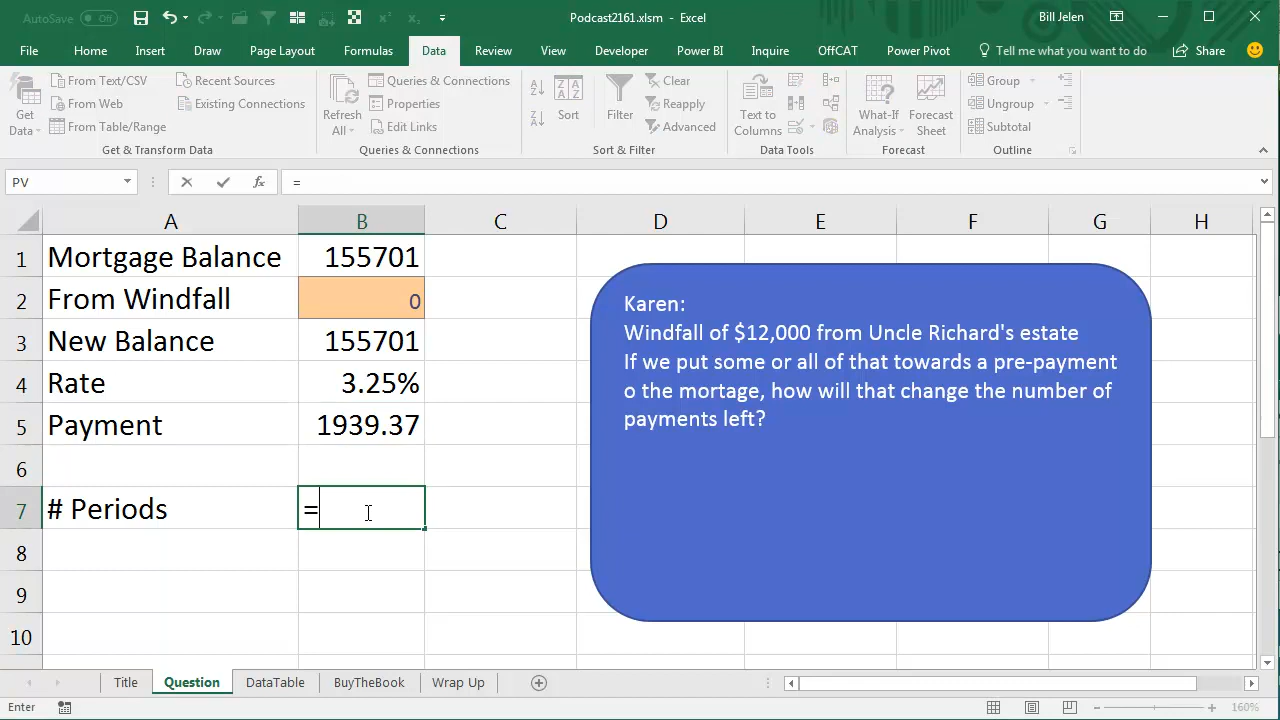 AutoSave Off Podcast2161.xlsm - Excel Bill Jelen
File Home Insert Draw Page Layout Formulas Data Review View Developer Power BI Inquire OffCAT Power Pivot Tell me what you want to do Share
Get Data
From Text/CSV
From Web
From Table/Range
Recent Sources
Existing Connections
Get & Transform Data
Refresh All
Queries & Connections
Properties
Edit Links
Queries & Connections
Sort
Filter
Clear
Reapply
Advanced
Sort & Filter
Text to Columns
Data Tools
What-If Analysis
Forecast Sheet
Forecast
Group
Ungroup
Subtotal
Outline
PV fx =
A B C D E F G H
1 Mortgage Balance 155701
2 From Windfall 0
3 New Balance 155701
4 Rate 3.25%
5 Payment 1939.37
6
7 # Periods =
8
9
10
Karen:
Windfall of $12,000 from Uncle Richard's estate
If we put some or all of that towards a pre-payment
o the mortage, how will that change the number of
payments left?
Title Question DataTable BuyTheBook Wrap Up
Enter 160%